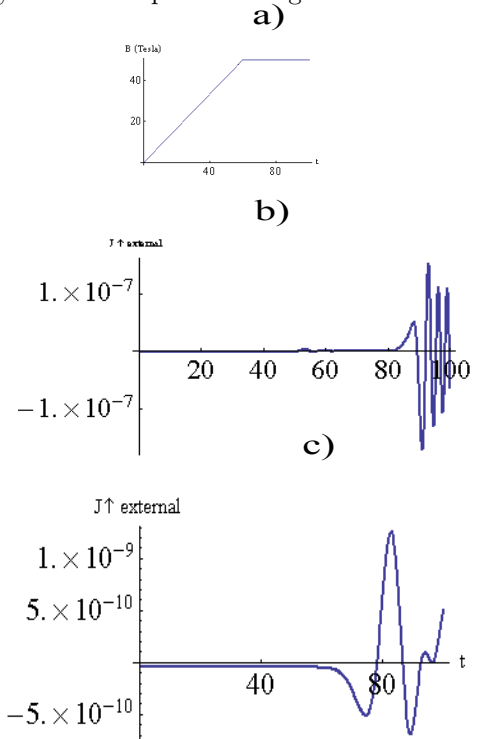 a)
B (Tesla)
40
20
40 80 t
b)
J↑ external
1.×10⁻⁷
20 40 60 80 100
−1.×10⁻⁷
c)
J↑ external
1.×10⁻⁹
5.×10⁻¹⁰
40 80 t
−5.×10⁻¹⁰